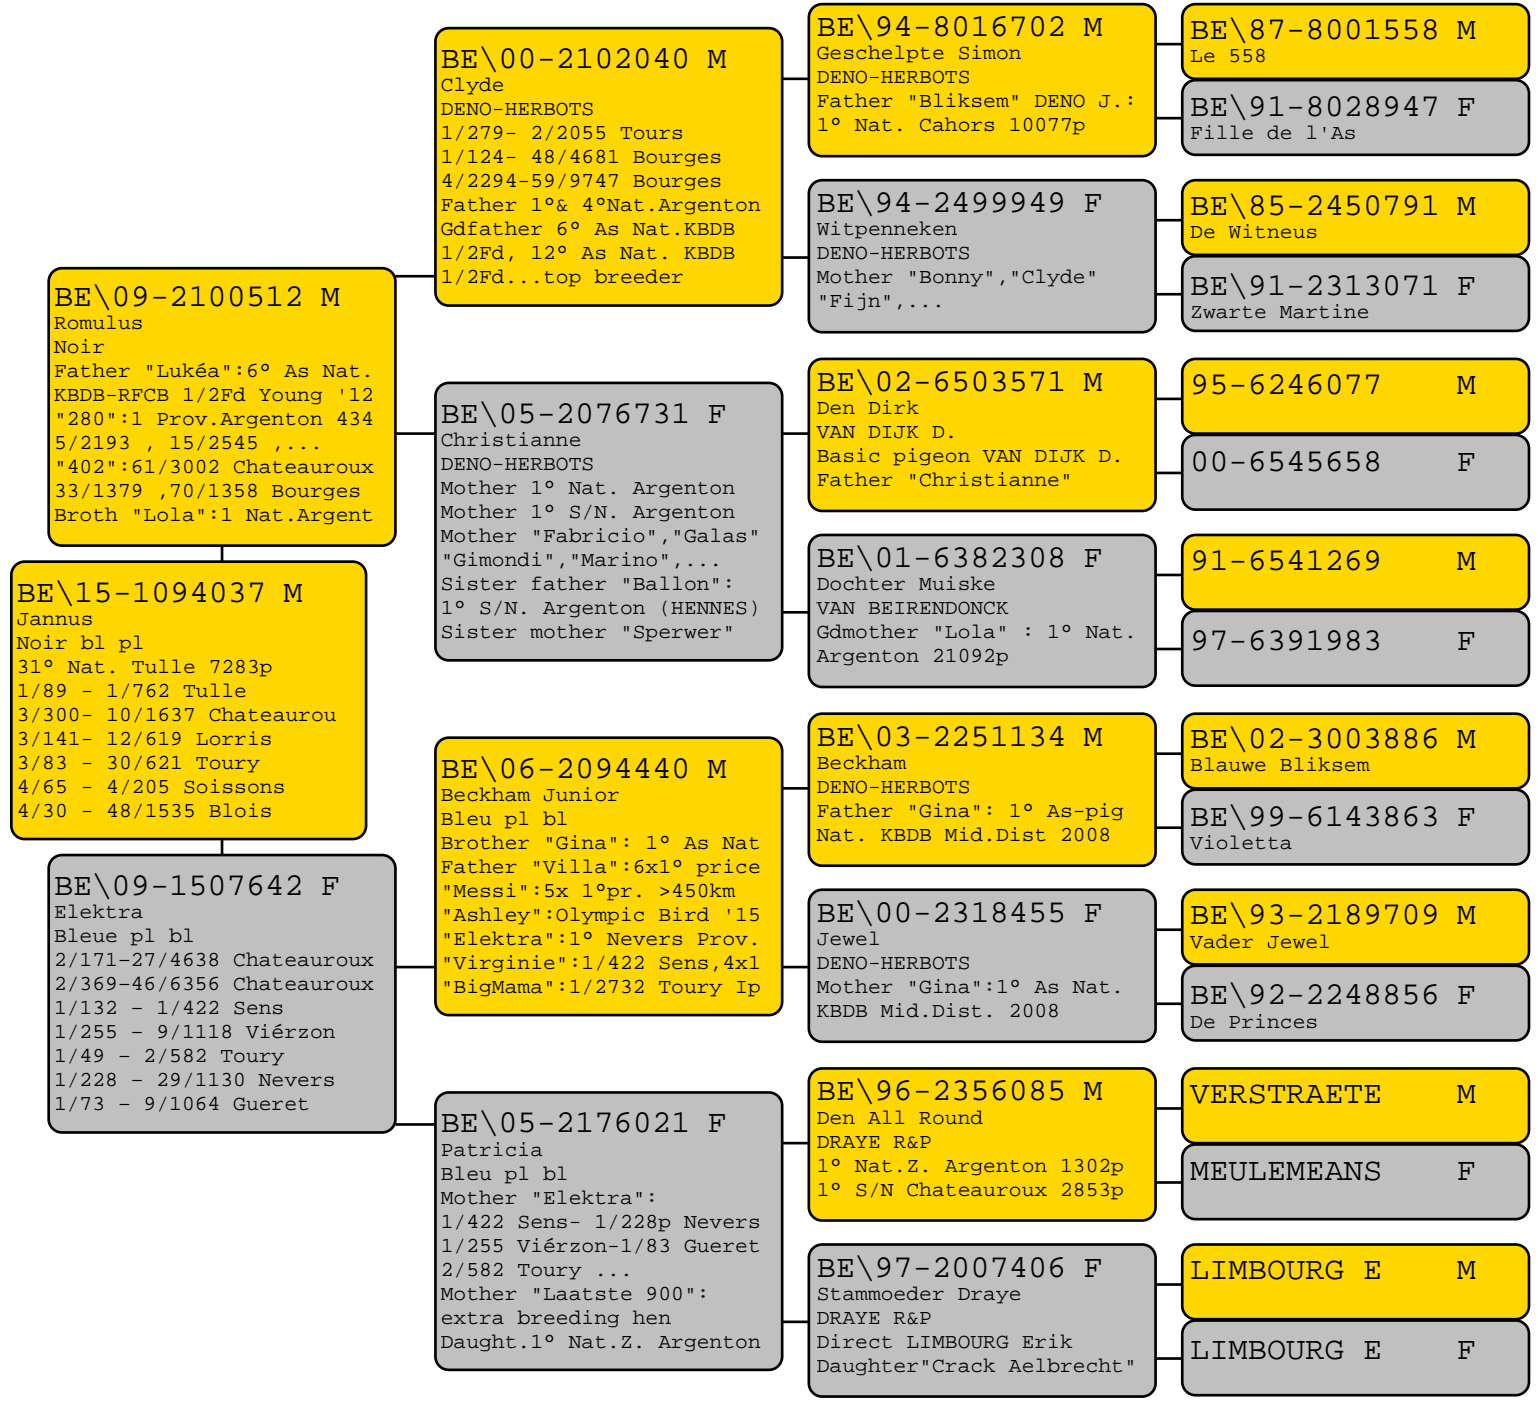 BE\15-1094037 M
Jannus
Noir bl pl
31° Nat. Tulle 7283p
1/89 - 1/762 Tulle
3/300- 10/1637 Chateaurou
3/141- 12/619 Lorris
3/83 - 30/621 Toury
4/65 - 4/205 Soissons
4/30 - 48/1535 Blois
BE\09-2100512 M
Romulus
Noir
Father "Lukéa":6° As Nat.
KBDB-RFCB 1/2Fd Young '12
"280":1 Prov.Argenton 434
5/2193 , 15/2545 ,...
"402":61/3002 Chateauroux
33/1379 ,70/1358 Bourges
Broth "Lola":1 Nat.Argent
BE\09-1507642 F
Elektra
Bleue pl bl
2/171-27/4638 Chateauroux
2/369-46/6356 Chateauroux
1/132 - 1/422 Sens
1/255 - 9/1118 Viérzon
1/49 - 2/582 Toury
1/228 - 29/1130 Nevers
1/73 - 9/1064 Gueret
BE\00-2102040 M
Clyde
DENO-HERBOTS
1/279- 2/2055 Tours
1/124- 48/4681 Bourges
4/2294-59/9747 Bourges
Father 1°& 4°Nat.Argenton
Gdfather 6° As Nat.KBDB
1/2Fd, 12° As Nat. KBDB
1/2Fd...top breeder
BE\05-2076731 F
Christianne
DENO-HERBOTS
Mother 1° Nat. Argenton
Mother 1° S/N. Argenton
Mother "Fabricio","Galas"
"Gimondi","Marino",...
Sister father "Ballon":
1° S/N. Argenton (HENNES)
Sister mother "Sperwer"
BE\06-2094440 M
Beckham Junior
Bleu pl bl
Brother "Gina": 1° As Nat
Father "Villa":6x1° price
"Messi":5x 1°pr. >450km
"Ashley":Olympic Bird '15
"Elektra":1° Nevers Prov.
"Virginie":1/422 Sens,4x1
"BigMama":1/2732 Toury Ip
BE\05-2176021 F
Patricia
Bleu pl bl
Mother "Elektra":
1/422 Sens- 1/228p Nevers
1/255 Viérzon-1/83 Gueret
2/582 Toury ...
Mother "Laatste 900":
extra breeding hen
Daught.1° Nat.Z. Argenton
BE\94-8016702 M
Geschelpte Simon
DENO-HERBOTS
Father "Bliksem" DENO J.:
1° Nat. Cahors 10077p
BE\94-2499949 F
Witpenneken
DENO-HERBOTS
Mother "Bonny","Clyde"
"Fijn",...
BE\02-6503571 M
Den Dirk
VAN DIJK D.
Basic pigeon VAN DIJK D.
Father "Christianne"
BE\01-6382308 F
Dochter Muiske
VAN BEIRENDONCK
Gdmother "Lola" : 1° Nat.
Argenton 21092p
BE\03-2251134 M
Beckham
DENO-HERBOTS
Father "Gina": 1° As-pig
Nat. KBDB Mid.Dist 2008
BE\00-2318455 F
Jewel
DENO-HERBOTS
Mother "Gina":1° As Nat.
KBDB Mid.Dist. 2008
BE\96-2356085 M
Den All Round
DRAYE R&P
1° Nat.Z. Argenton 1302p
1° S/N Chateauroux 2853p
BE\97-2007406 F
Stammoeder Draye
DRAYE R&P
Direct LIMBOURG Erik
Daughter"Crack Aelbrecht"
BE\87-8001558 M
Le 558
BE\91-8028947 F
Fille de l'As
BE\85-2450791 M
De Witneus
BE\91-2313071 F
Zwarte Martine
95-6246077 M
00-6545658 F
91-6541269 M
97-6391983 F
BE\02-3003886 M
Blauwe Bliksem
BE\99-6143863 F
Violetta
BE\93-2189709 M
Vader Jewel
BE\92-2248856 F
De Princes
VERSTRAETE M
MEULEMEANS F
LIMBOURG E M
LIMBOURG E F